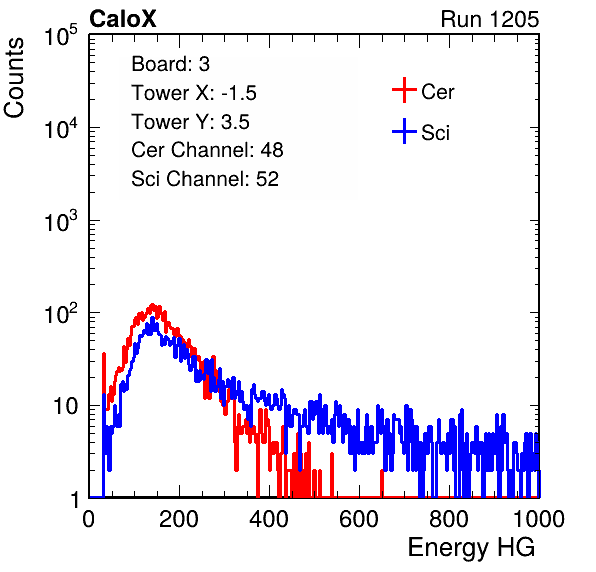 CaloX Run 1205
Counts
10^5
10^4
10^3
10^2
10
1
Board: 3
Tower X: -1.5
Tower Y: 3.5
Cer Channel: 48
Sci Channel: 52
Cer
Sci
0 200 400 600 800 1000
Energy HG